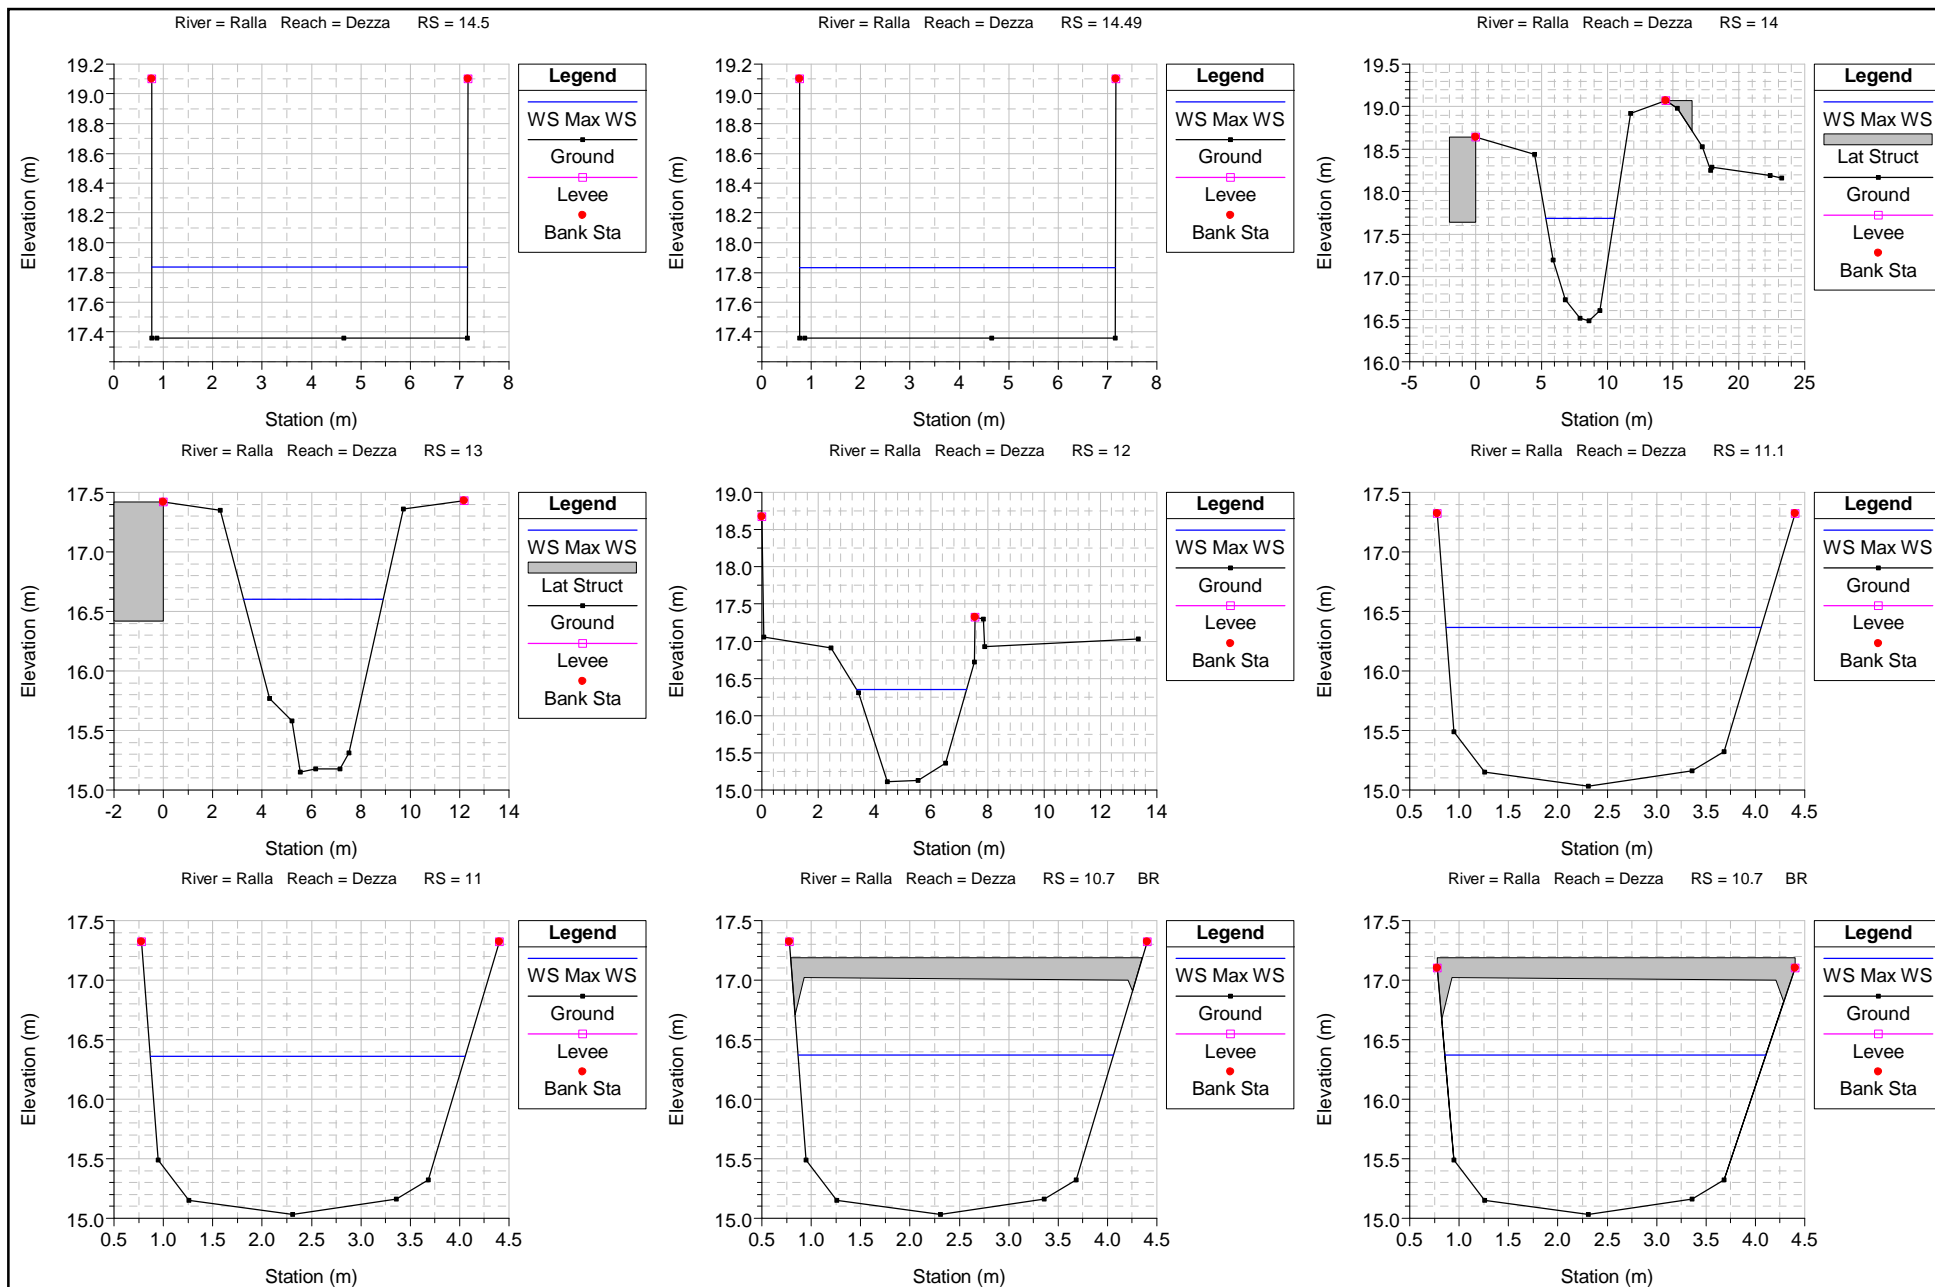 River = Ralla   Reach = Dezza      RS = 14.5
19.2
19.0
18.8
18.6
18.4
18.2
18.0
17.8
17.6
17.4
Elevation (m)
0 1 2 3 4 5 6 7 8
Station (m)
Legend
WS Max WS
Ground
Levee
Bank Sta
River = Ralla   Reach = Dezza      RS = 14.49
19.2
19.0
18.8
18.6
18.4
18.2
18.0
17.8
17.6
17.4
Elevation (m)
0 1 2 3 4 5 6 7 8
Station (m)
Legend
WS Max WS
Ground
Levee
Bank Sta
River = Ralla   Reach = Dezza      RS = 14
19.5
19.0
18.5
18.0
17.5
17.0
16.5
16.0
Elevation (m)
-5 0 5 10 15 20 25
Station (m)
Legend
WS Max WS
Lat Struct
Ground
Levee
Bank Sta
River = Ralla   Reach = Dezza      RS = 13
17.5
17.0
16.5
16.0
15.5
15.0
Elevation (m)
-2 0 2 4 6 8 10 12 14
Station (m)
Legend
WS Max WS
Lat Struct
Ground
Levee
Bank Sta
River = Ralla   Reach = Dezza      RS = 12
19.0
18.5
18.0
17.5
17.0
16.5
16.0
15.5
15.0
Elevation (m)
0 2 4 6 8 10 12 14
Station (m)
Legend
WS Max WS
Ground
Levee
Bank Sta
River = Ralla   Reach = Dezza      RS = 11.1
17.5
17.0
16.5
16.0
15.5
15.0
Elevation (m)
0.5 1.0 1.5 2.0 2.5 3.0 3.5 4.0 4.5
Station (m)
Legend
WS Max WS
Ground
Levee
Bank Sta
River = Ralla   Reach = Dezza      RS = 11
17.5
17.0
16.5
16.0
15.5
15.0
Elevation (m)
0.5 1.0 1.5 2.0 2.5 3.0 3.5 4.0 4.5
Station (m)
Legend
WS Max WS
Ground
Levee
Bank Sta
River = Ralla   Reach = Dezza      RS = 10.7    BR
17.5
17.0
16.5
16.0
15.5
15.0
Elevation (m)
0.5 1.0 1.5 2.0 2.5 3.0 3.5 4.0 4.5
Station (m)
Legend
WS Max WS
Ground
Levee
Bank Sta
River = Ralla   Reach = Dezza      RS = 10.7    BR
17.5
17.0
16.5
16.0
15.5
15.0
Elevation (m)
0.5 1.0 1.5 2.0 2.5 3.0 3.5 4.0 4.5
Station (m)
Legend
WS Max WS
Ground
Levee
Bank Sta